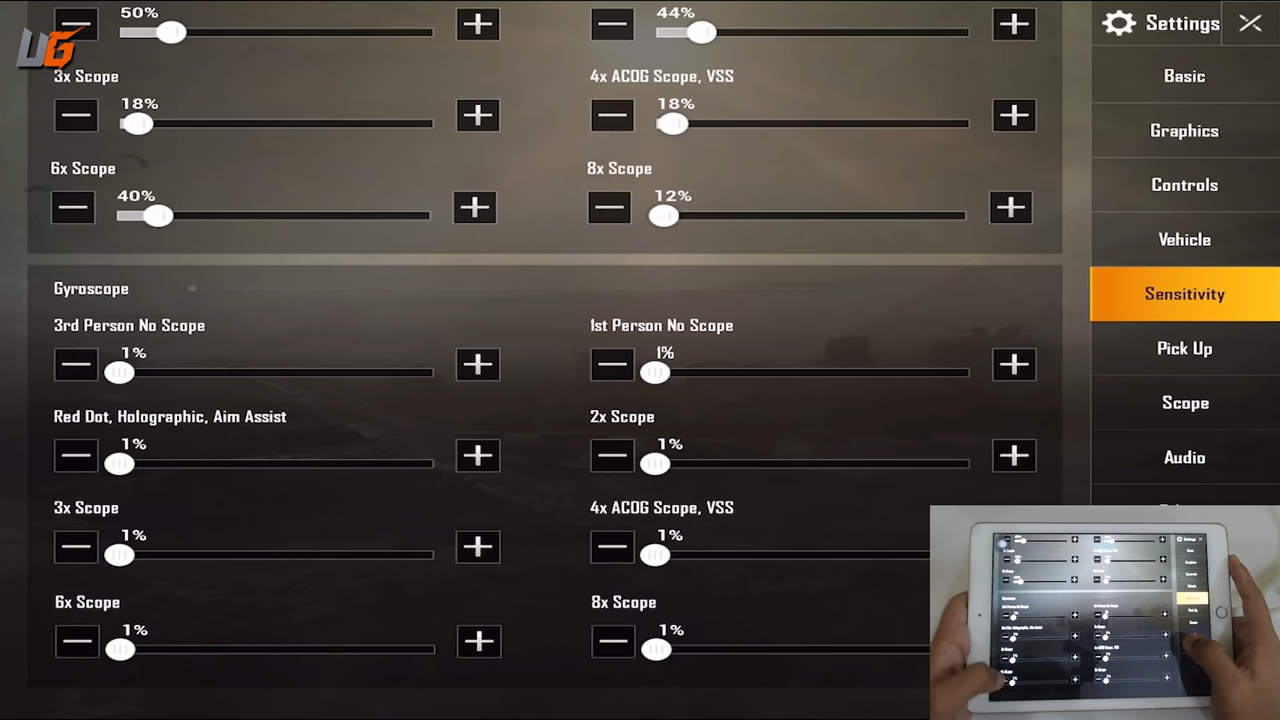 50% 44% Settings
UG
3x Scope 4x ACOG Scope, VSS Basic
18% 18%
Graphics
6x Scope 8x Scope Controls
40% 12%
Vehicle
Gyroscope Sensitivity
3rd Person No Scope 1st Person No Scope
1% 1% Pick Up
Red Dot, Holographic, Aim Assist 2x Scope Scope
1% 1% Audio
3x Scope 4x ACOG Scope, VSS
1% 1%
6x Scope 8x Scope
1% 1%